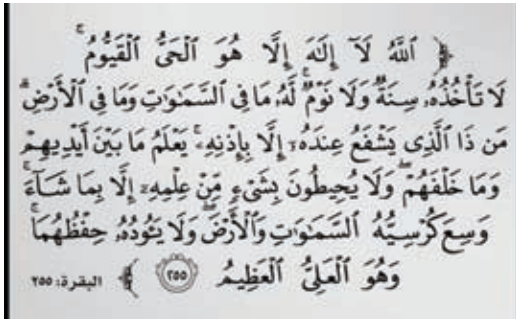 ﴿ ٱللَّهُ لَآ إِلَٰهَ إِلَّا هُوَ ٱلْحَىُّ ٱلْقَيُّومُ ۚ
لَا تَأْخُذُهُۥ سِنَةٌ وَلَا نَوْمٌ ۚ لَّهُۥ مَا فِى ٱلسَّمَٰوَٰتِ وَمَا فِى ٱلْأَرْضِ ۗ
مَن ذَا ٱلَّذِى يَشْفَعُ عِندَهُۥٓ إِلَّا بِإِذْنِهِۦ ۚ يَعْلَمُ مَا بَيْنَ أَيْدِيهِمْ
وَمَا خَلْفَهُمْ ۖ وَلَا يُحِيطُونَ بِشَىْءٍ مِّنْ عِلْمِهِۦٓ إِلَّا بِمَا شَآءَ ۚ
وَسِعَ كُرْسِيُّهُ ٱلسَّمَٰوَٰتِ وَٱلْأَرْضَ ۖ وَلَا يَـُٔودُهُۥ حِفْظُهُمَا ۚ
وَهُوَ ٱلْعَلِىُّ ٱلْعَظِيمُ ٢٥٥ ﴾ البقرة: ٢٥٥